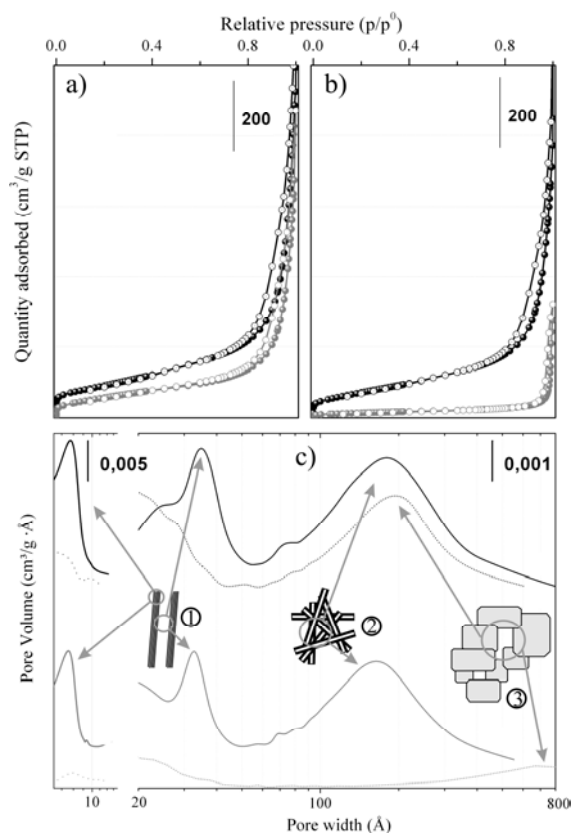 Relative pressure (p/p⁰)
0.0 0.4 0.8 0.0 0.4 0.8
a) b)
200 200
Quantity adsorbed (cm³/g STP)
c)
0,005 0,001
Pore Volume (cm³/g ·Å)
① ② ③
10 20 100 800
Pore width (Å)